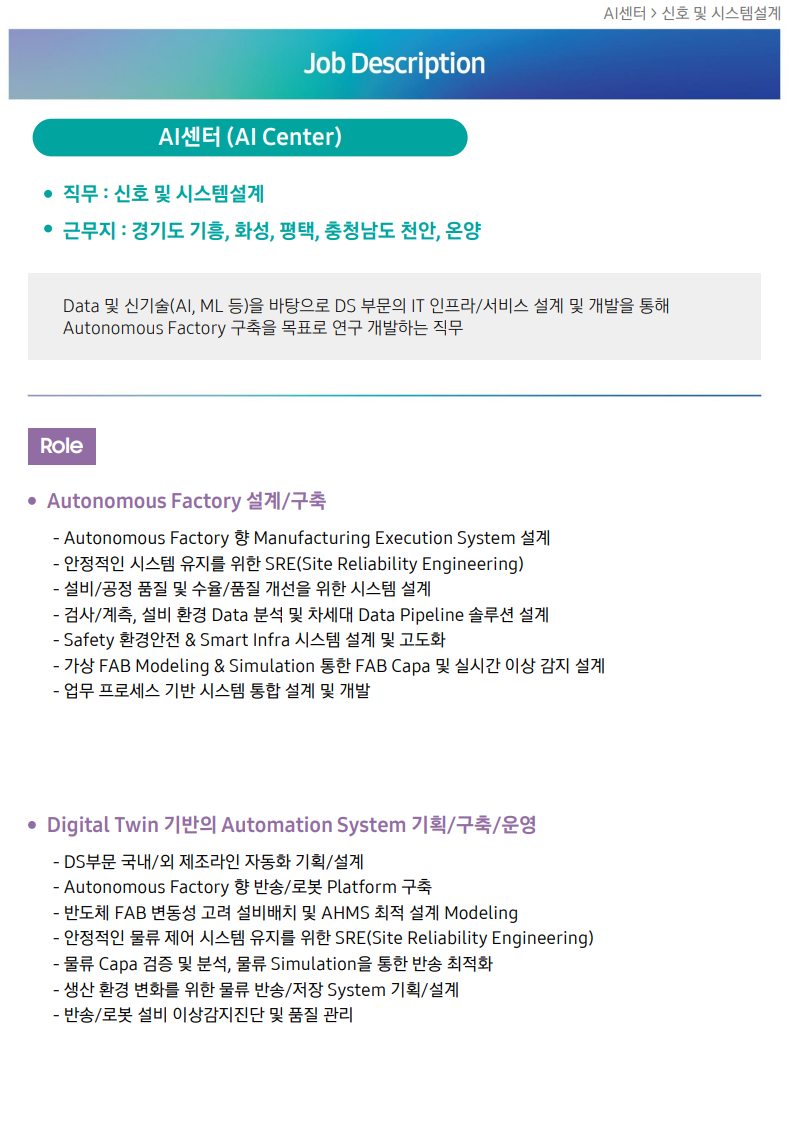 AI센터 > 신호 및 시스템설계
Job Description
AI센터 (AI Center)
• 직무 : 신호 및 시스템설계
• 근무지 : 경기도 기흥, 화성, 평택, 충청남도 천안, 온양
Data 및 신기술(AI, ML 등)을 바탕으로 DS 부문의 IT 인프라/서비스 설계 및 개발을 통해
Autonomous Factory 구축을 목표로 연구 개발하는 직무
Role
• Autonomous Factory 설계/구축
- Autonomous Factory 향 Manufacturing Execution System 설계
- 안정적인 시스템 유지를 위한 SRE(Site Reliability Engineering)
- 설비/공정 품질 및 수율/품질 개선을 위한 시스템 설계
- 검사/계측, 설비 환경 Data 분석 및 차세대 Data Pipeline 솔루션 설계
- Safety 환경안전 & Smart Infra 시스템 설계 및 고도화
- 가상 FAB Modeling & Simulation 통한 FAB Capa 및 실시간 이상 감지 설계
- 업무 프로세스 기반 시스템 통합 설계 및 개발
• Digital Twin 기반의 Automation System 기획/구축/운영
- DS부문 국내/외 제조라인 자동화 기획/설계
- Autonomous Factory 향 반송/로봇 Platform 구축
- 반도체 FAB 변동성 고려 설비배치 및 AHMS 최적 설계 Modeling
- 안정적인 물류 제어 시스템 유지를 위한 SRE(Site Reliability Engineering)
- 물류 Capa 검증 및 분석, 물류 Simulation을 통한 반송 최적화
- 생산 환경 변화를 위한 물류 반송/저장 System 기획/설계
- 반송/로봇 설비 이상감지진단 및 품질 관리